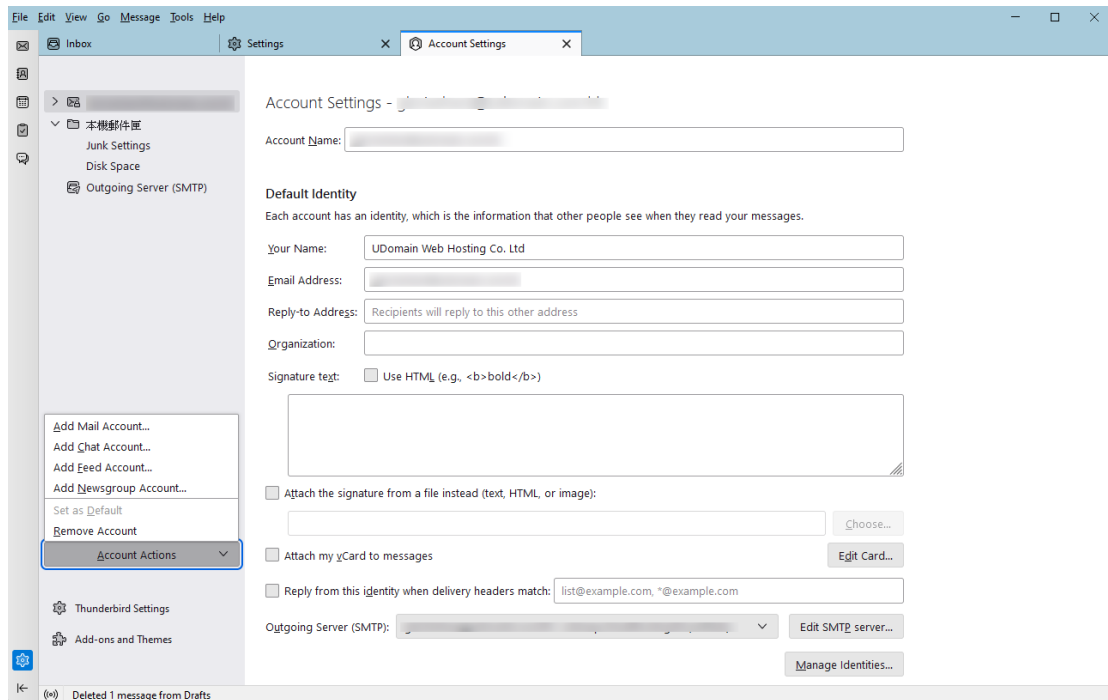 File Edit View Go Message Tools Help
Inbox
Settings
Account Settings
本機郵件匣
Junk Settings
Disk Space
Outgoing Server (SMTP)
Account Settings -
Account Name:
Default Identity
Each account has an identity, which is the information that other people see when they read your messages.
Your Name: UDomain Web Hosting Co. Ltd
Email Address:
Reply-to Address: Recipients will reply to this other address
Organization:
Signature text: Use HTML (e.g., <b>bold</b>)
Attach the signature from a file instead (text, HTML, or image):
Choose...
Attach my vCard to messages
Edit Card...
Reply from this identity when delivery headers match: list@example.com, *@example.com
Outgoing Server (SMTP):
Edit SMTP server...
Manage Identities...
Add Mail Account...
Add Chat Account...
Add Feed Account...
Add Newsgroup Account...
Set as Default
Remove Account
Account Actions
Thunderbird Settings
Add-ons and Themes
Deleted 1 message from Drafts